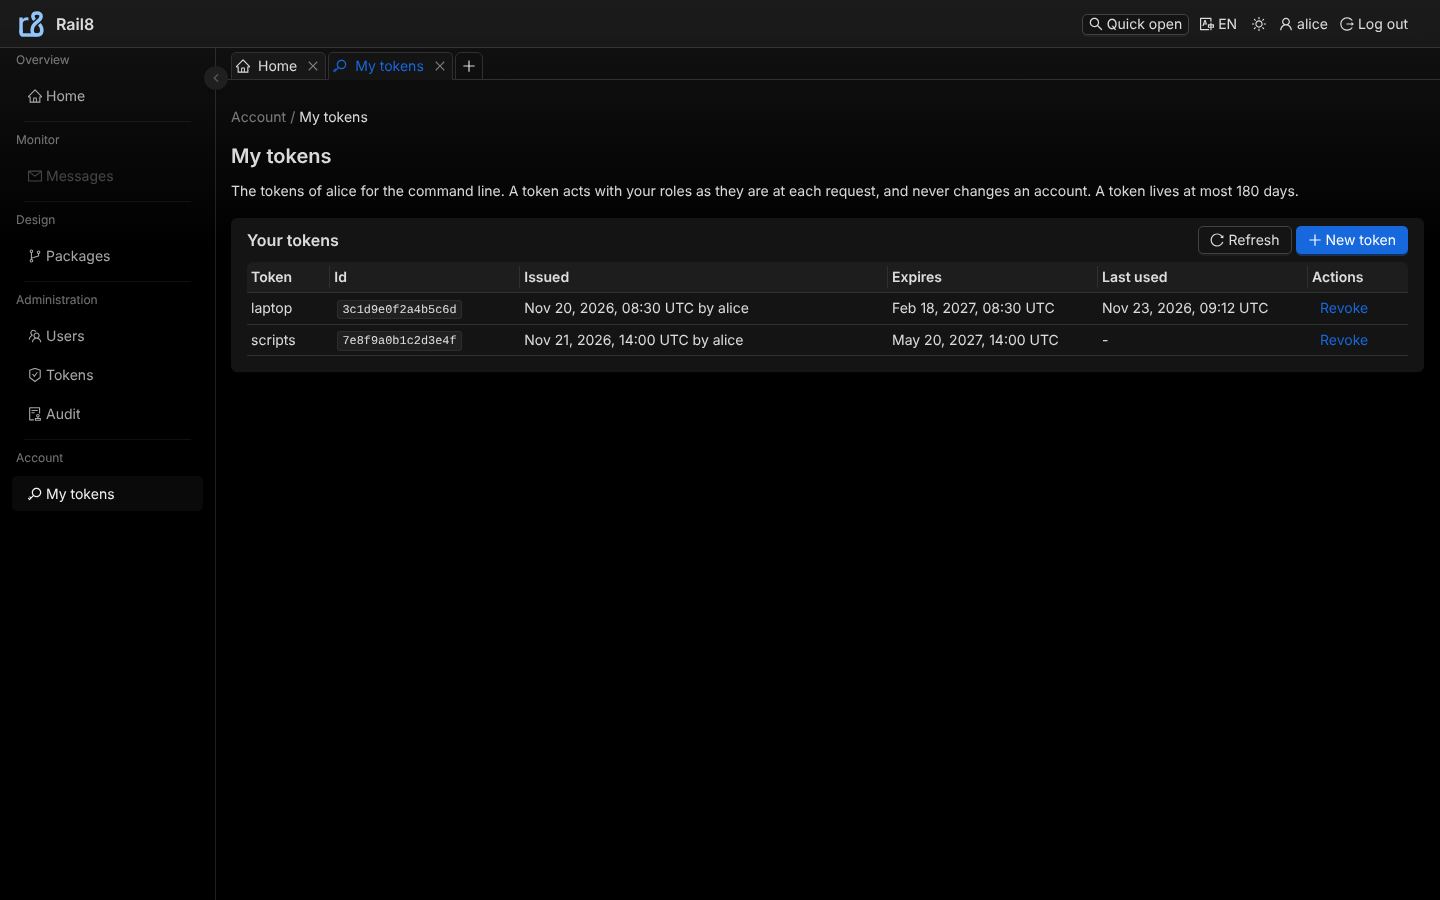 Rail8
Quick open
EN
alice
Log out
Overview
Home
Monitor
Messages
Design
Packages
Administration
Users
Tokens
Audit
Account
My tokens
Home
My tokens
Account / My tokens
My tokens
The tokens of alice for the command line. A token acts with your roles as they are at each request, and never changes an account. A token lives at most 180 days.
Your tokens
Refresh
New token
Token Id Issued Expires Last used Actions
laptop 3c1d9e0f2a4b5c6d Nov 20, 2026, 08:30 UTC by alice Feb 18, 2027, 08:30 UTC Nov 23, 2026, 09:12 UTC Revoke
scripts 7e8f9a0b1c2d3e4f Nov 21, 2026, 14:00 UTC by alice May 20, 2027, 14:00 UTC - Revoke